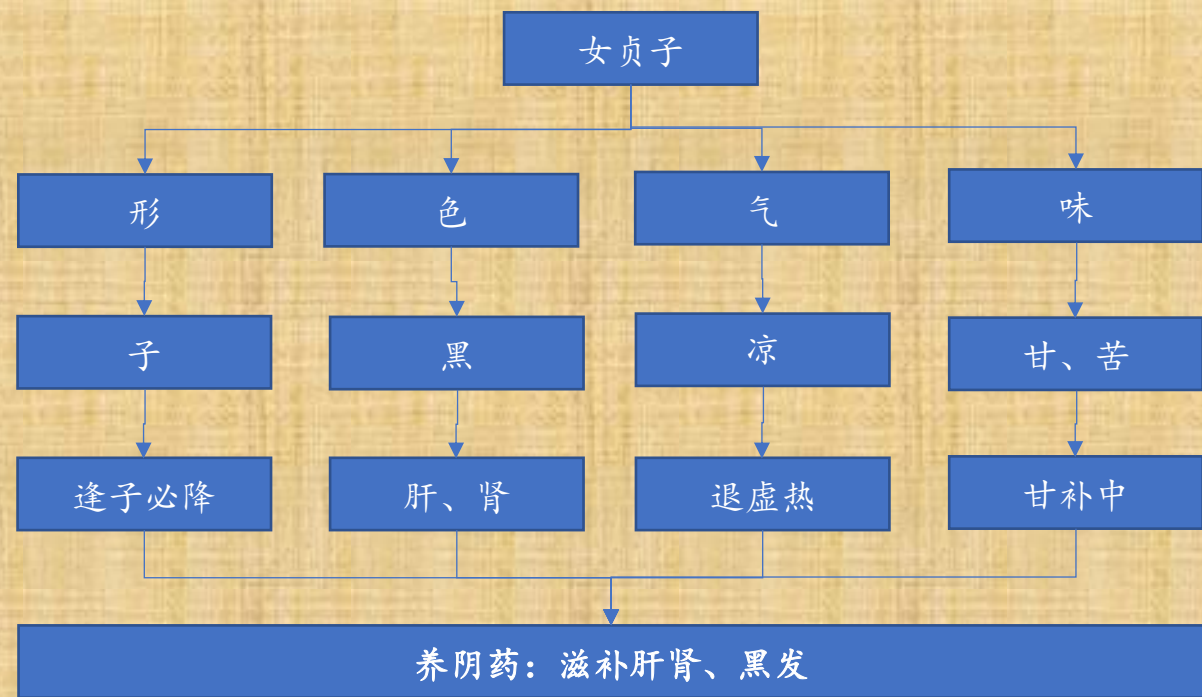 女贞子
形
色
气
味
子
黑
凉
甘、苦
逢子必降
肝、肾
退虚热
甘补中
养阴药：滋补肝肾、黑发